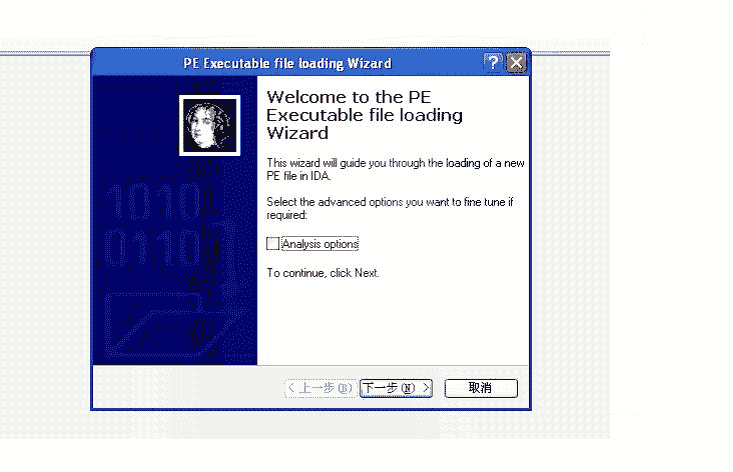 PE Executable file loading Wizard
Welcome to the PE
Executable file loading
Wizard
This wizard will guide you through the loading of a new
PE file in IDA.
Select the advanced options you want to fine tune if
required:
Analysis options
To continue, click Next.
1010
0110
< 上一步(B) 下一步(N) > 取消